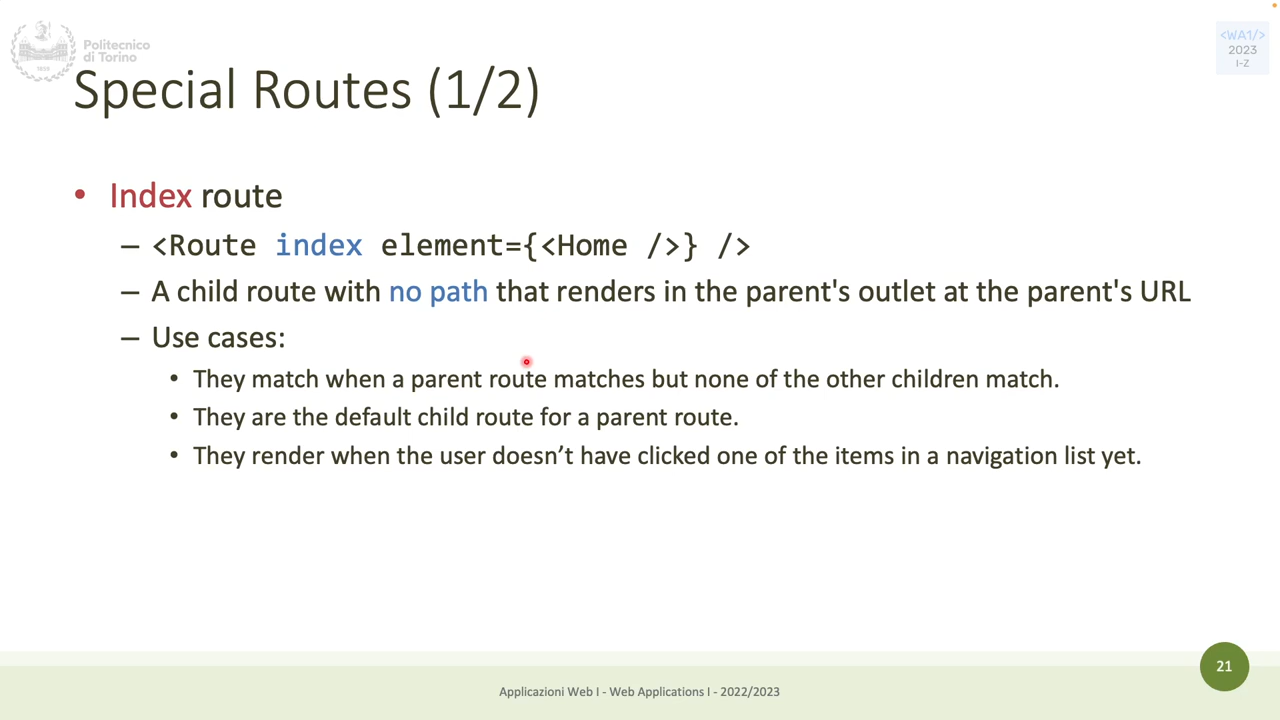 Politecnico
di Torino
1859
<WA1/>
2023
I-Z
Special Routes (1/2)
• Index route
– <Route index element={<Home />} />
– A child route with no path that renders in the parent's outlet at the parent's URL
– Use cases:
• They match when a parent route matches but none of the other children match.
• They are the default child route for a parent route.
• They render when the user doesn’t have clicked one of the items in a navigation list yet.
21
Applicazioni Web I - Web Applications I - 2022/2023